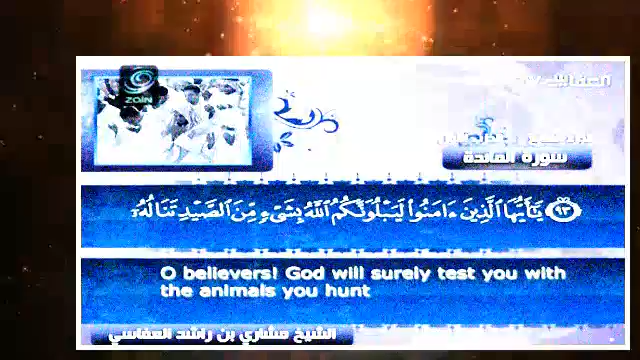 ZAIN
سورة المائدة
٩٣ يَٰٓأَيُّهَا ٱلَّذِينَ ءَامَنُوا۟ لَيَبْلُوَنَّكُمُ ٱللَّهُ بِشَىْءٍ مِّنَ ٱلصَّيْدِ تَنَالُهُۥٓ
O believers! God will surely test you with
the animals you hunt
الشيخ مشاري بن راشد العفاسي